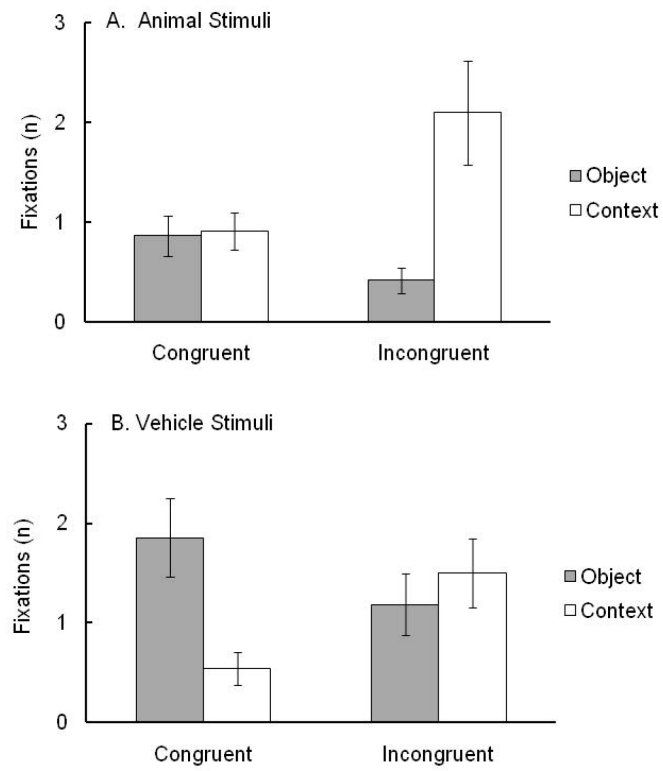 A. Animal Stimuli
3
2
1
0
Fixations (n)
Congruent
Incongruent
Object
Context
B. Vehicle Stimuli
3
2
1
0
Fixations (n)
Congruent
Incongruent
Object
Context